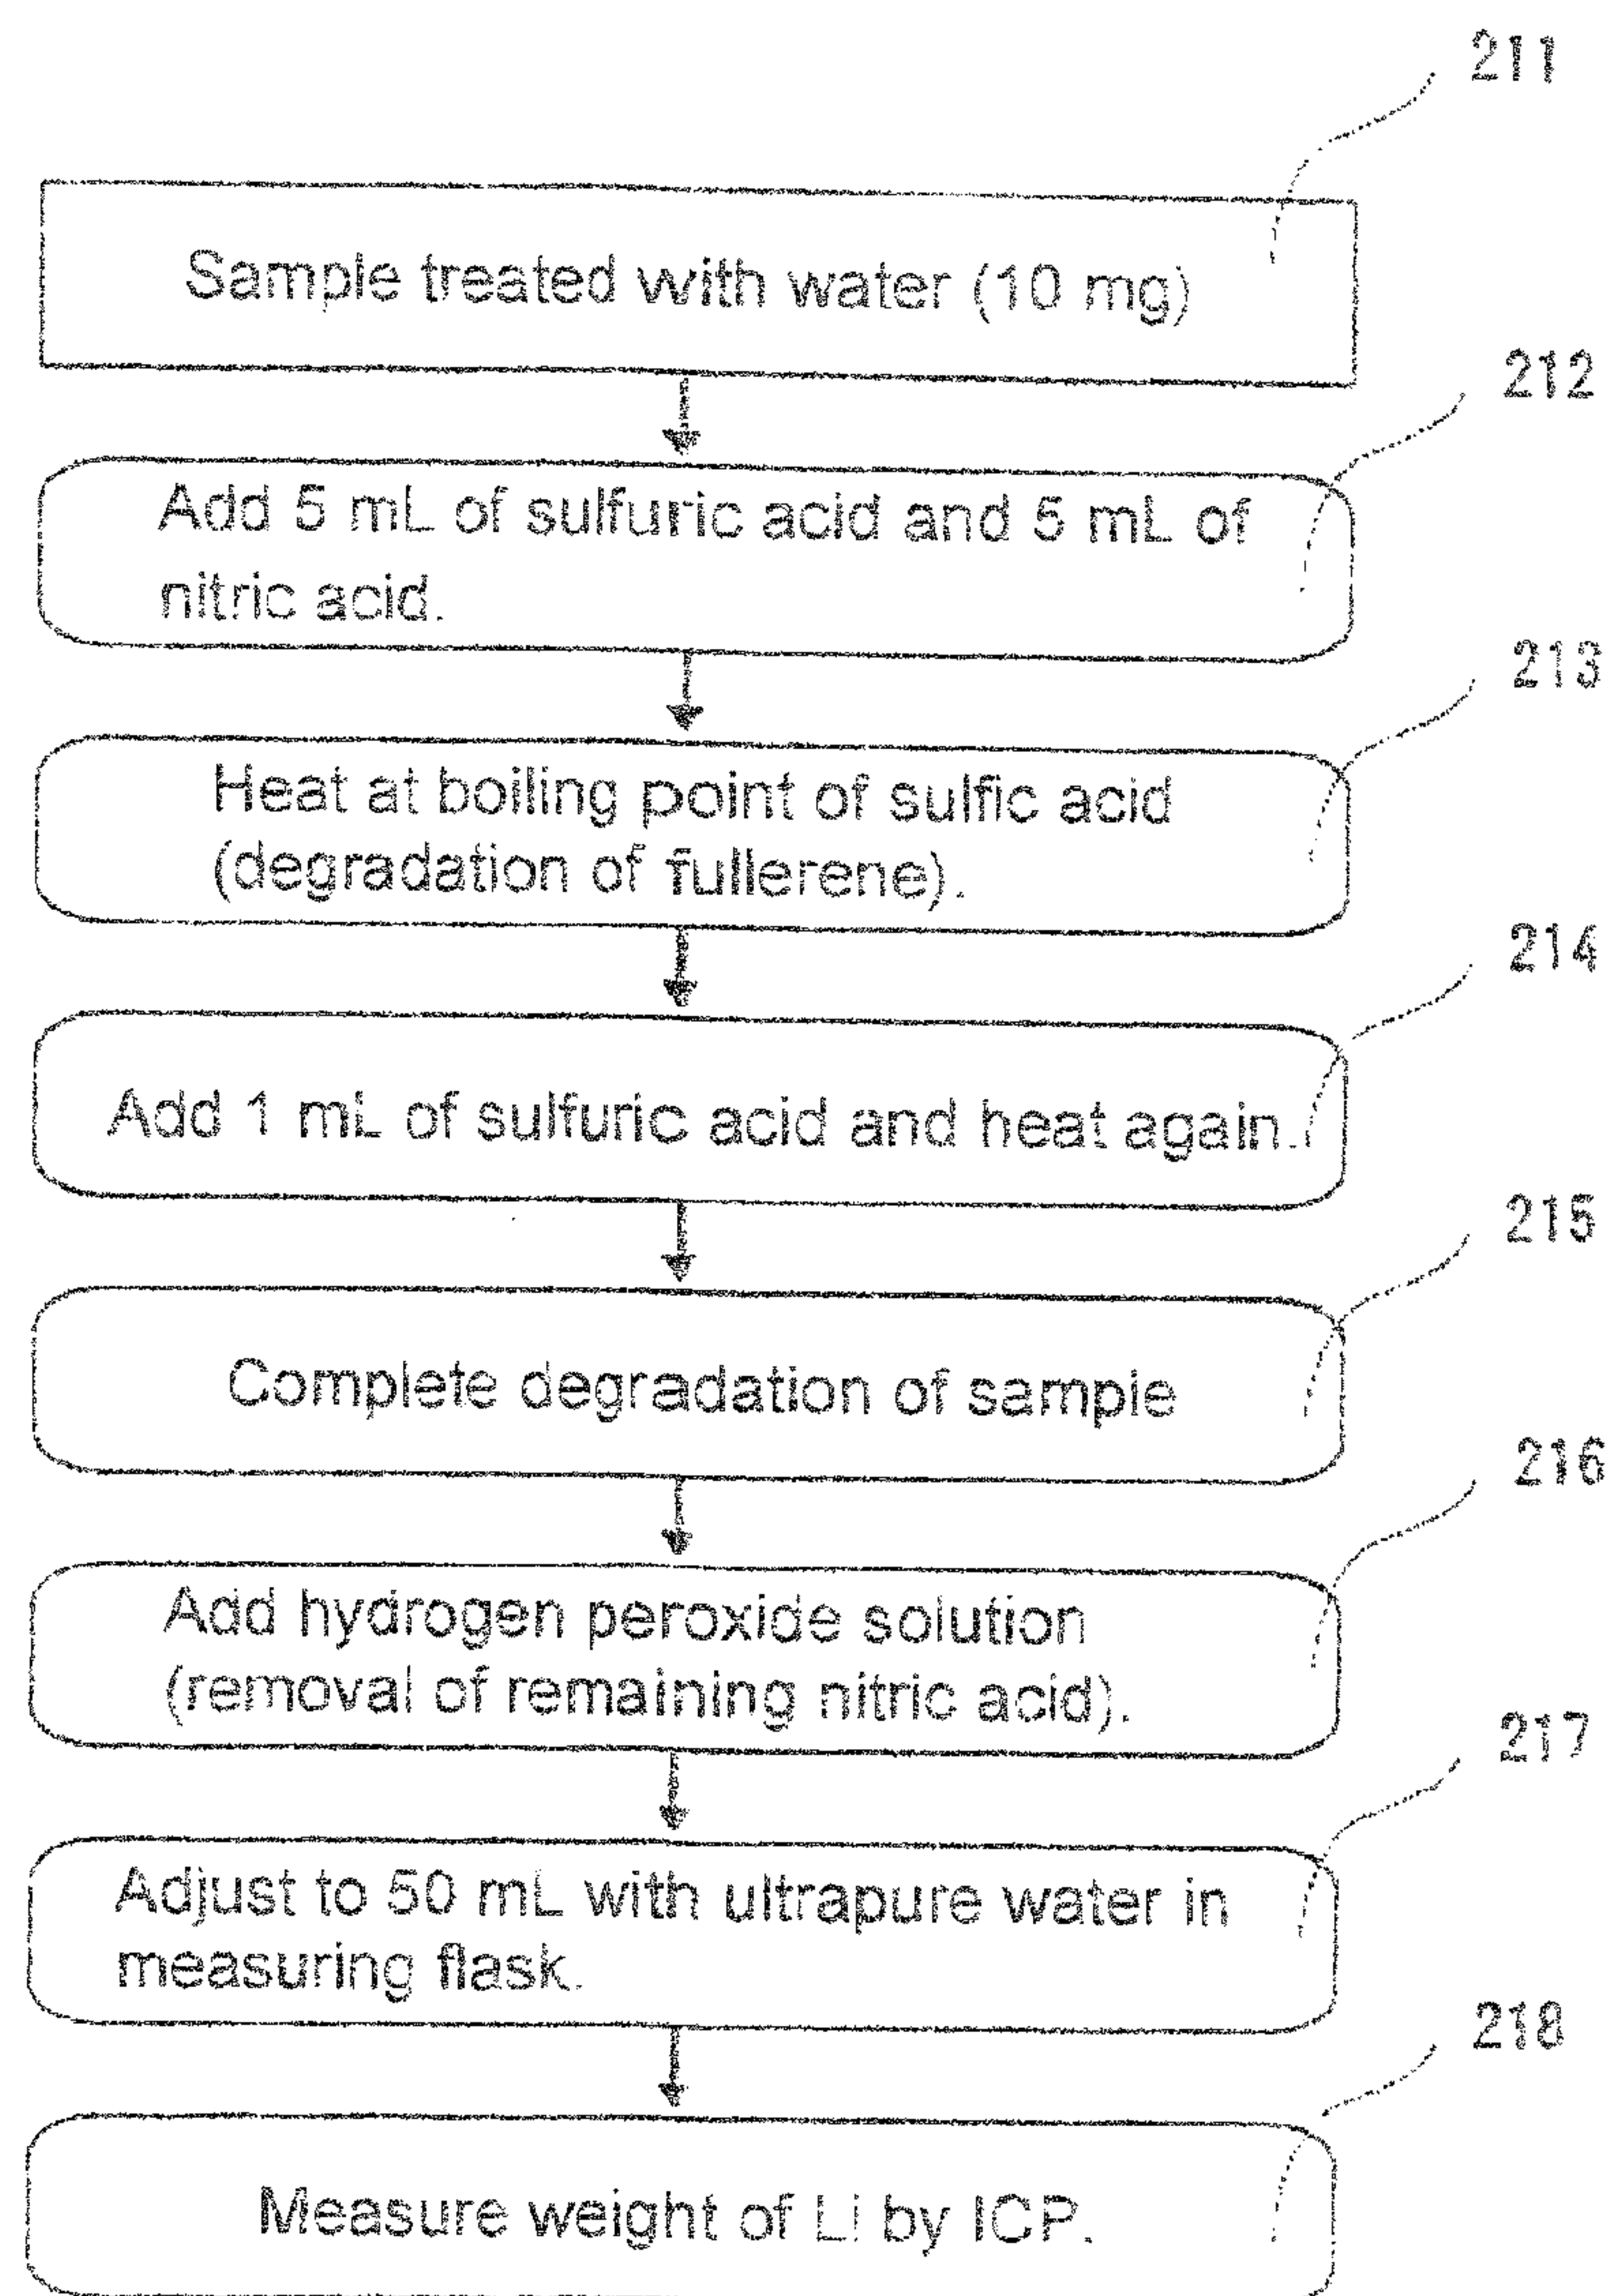 211
Sample treated with water (10 mg)
212
Add 5 mL of sulfuric acid and 5 mL of
nitric acid.
213
Heat at boiling point of sulfic acid
(degradation of fullerene).
214
Add 1 mL of sulfuric acid and heat again.
215
Complete degradation of sample
216
Add hydrogen peroxide solution
(removal of remaining nitric acid).
217
Adjust to 50 mL with ultrapure water in
measuring flask.
218
Measure weight of Li by ICP.